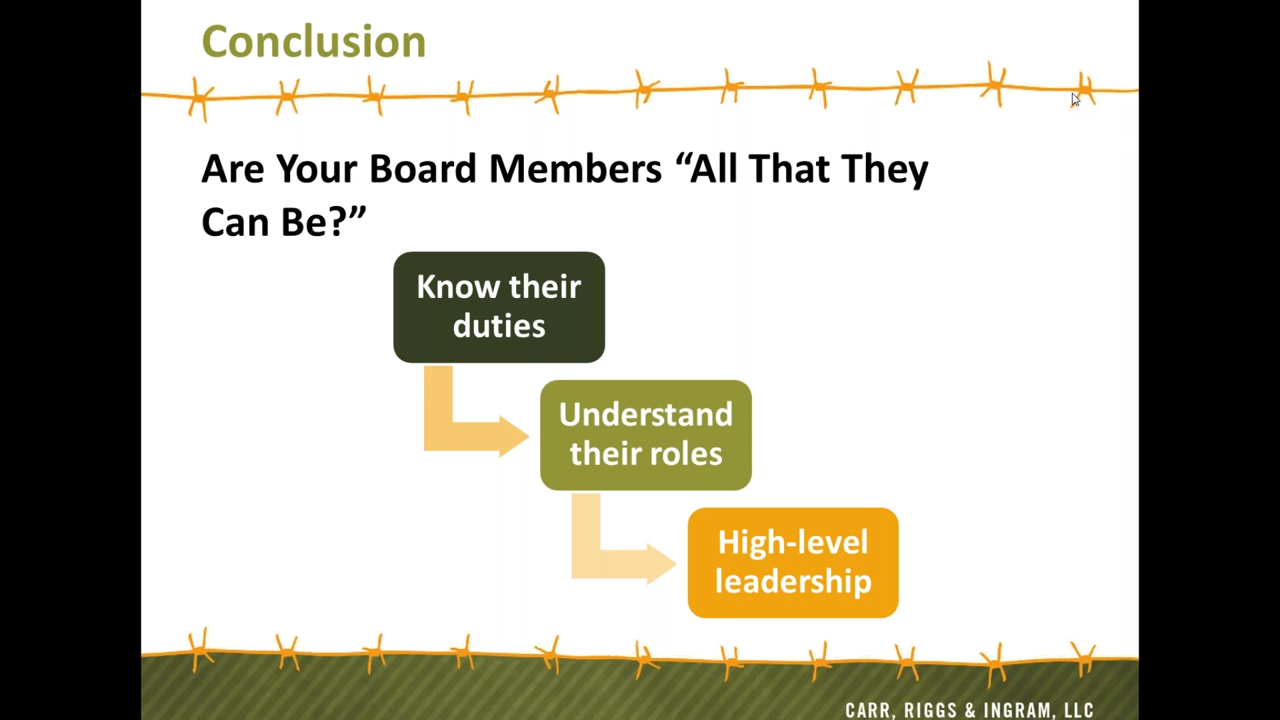 Conclusion
Are Your Board Members “All That They
Can Be?”
Know their
duties
Understand
their roles
High-level
leadership
CARR, RIGGS & INGRAM, LLC